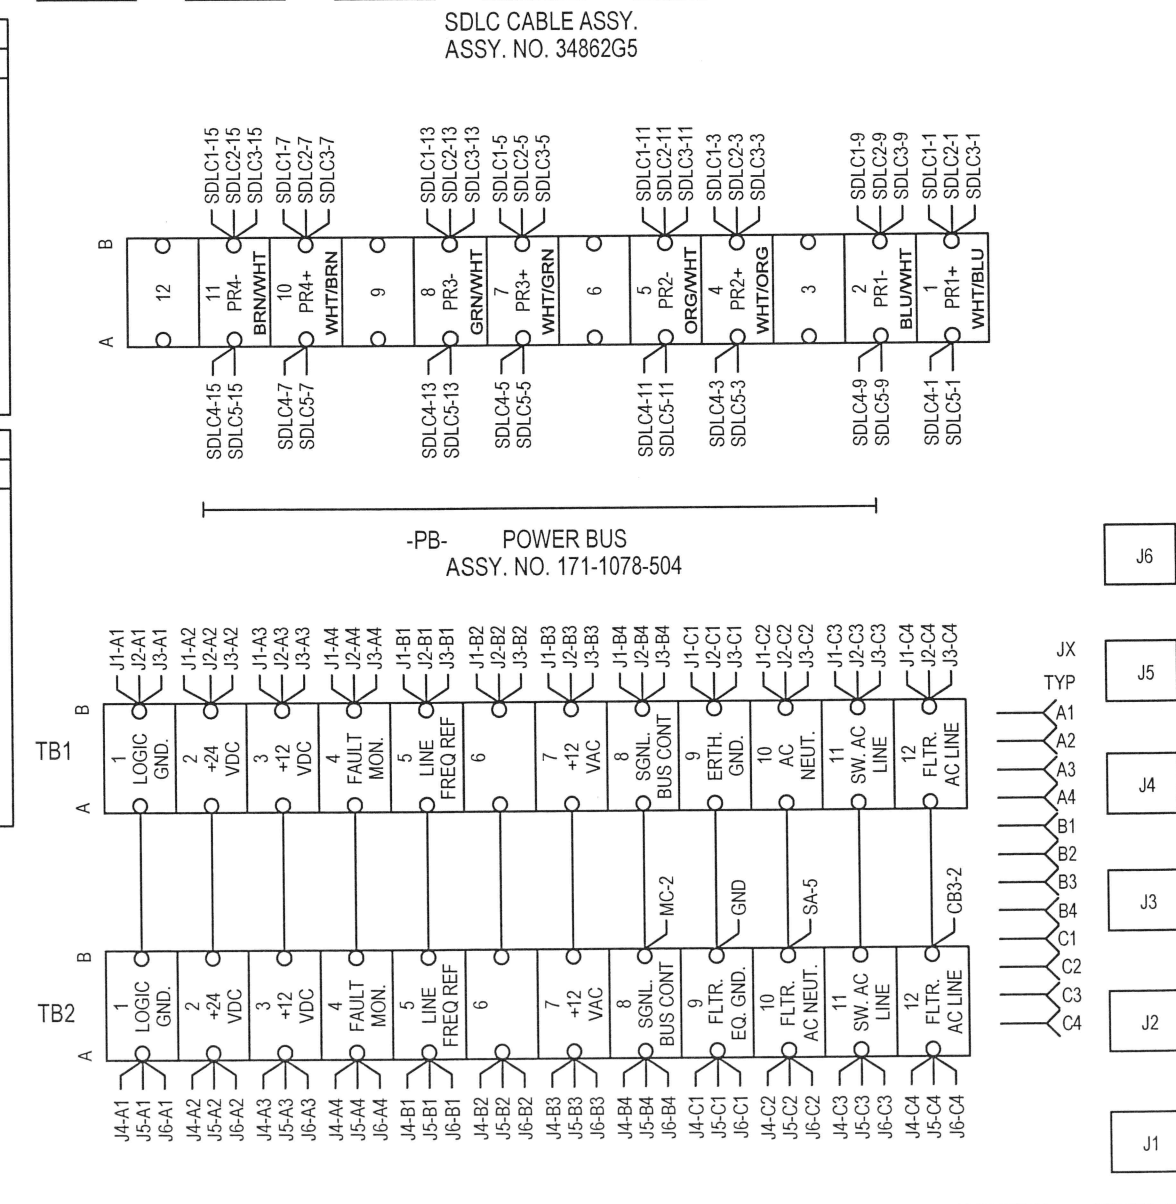 SDLC CABLE ASSY.
ASSY. NO. 34862G5
SDLC1-15
SDLC2-15
SDLC3-15
SDLC1-7
SDLC2-7
SDLC3-7
SDLC1-13
SDLC2-13
SDLC3-13
SDLC1-5
SDLC2-5
SDLC3-5
SDLC1-11
SDLC2-11
SDLC3-11
SDLC1-3
SDLC2-3
SDLC3-3
SDLC1-9
SDLC2-9
SDLC3-9
SDLC1-1
SDLC2-1
SDLC3-1
B
A
12
11
PR4-
BRN/WHT
10
PR4+
WHT/BRN
9
8
PR3-
GRN/WHT
7
PR3+
WHT/GRN
6
5
PR2-
ORG/WHT
4
PR2+
WHT/ORG
3
2
PR1-
BLU/WHT
1
PR1+
WHT/BLU
SDLC4-15
SDLC5-15
SDLC4-7
SDLC5-7
SDLC4-13
SDLC5-13
SDLC4-5
SDLC5-5
SDLC4-11
SDLC5-11
SDLC4-3
SDLC5-3
SDLC4-9
SDLC5-9
SDLC4-1
SDLC5-1
-PB- POWER BUS
ASSY. NO. 171-1078-504
J1-A1
J2-A1
J3-A1
J1-A2
J2-A2
J3-A2
J1-A3
J2-A3
J3-A3
J1-A4
J2-A4
J3-A4
J1-B1
J2-B1
J3-B1
J1-B2
J2-B2
J3-B2
J1-B3
J2-B3
J3-B3
J1-B4
J2-B4
J3-B4
J1-C1
J2-C1
J3-C1
J1-C2
J2-C2
J3-C2
J1-C3
J2-C3
J3-C3
J1-C4
J2-C4
J3-C4
TB1
B
A
1
LOGIC
GND.
2
+24
VDC
3
+12
VDC
4
FAULT
MON.
5
LINE
FREQ REF
6
7
+12
VAC
8
SGNL.
BUS CONT
9
ERTH.
GND.
10
AC
NEUT.
11
SW. AC
LINE
12
FLTR.
AC LINE
MC-2
GND
SA-5
CB3-2
TB2
B
A
1
LOGIC
GND.
2
+24
VDC
3
+12
VDC
4
FAULT
MON.
5
LINE
FREQ REF
6
7
+12
VAC
8
SGNL.
BUS CONT
9
FLTR.
EQ. GND.
10
FLTR.
AC NEUT.
11
SW. AC
LINE
12
FLTR.
AC LINE
J4-A1
J5-A1
J6-A1
J4-A2
J5-A2
J6-A2
J4-A3
J5-A3
J6-A3
J4-A4
J5-A4
J6-A4
J4-B1
J5-B1
J6-B1
J4-B2
J5-B2
J6-B2
J4-B3
J5-B3
J6-B3
J4-B4
J5-B4
J6-B4
J4-C1
J5-C1
J6-C1
J4-C2
J5-C2
J6-C2
J4-C3
J5-C3
J6-C3
J4-C4
J5-C4
J6-C4
JX
TYP
A1
A2
A3
A4
B1
B2
B3
B4
C1
C2
C3
C4
J6
J5
J4
J3
J2
J1